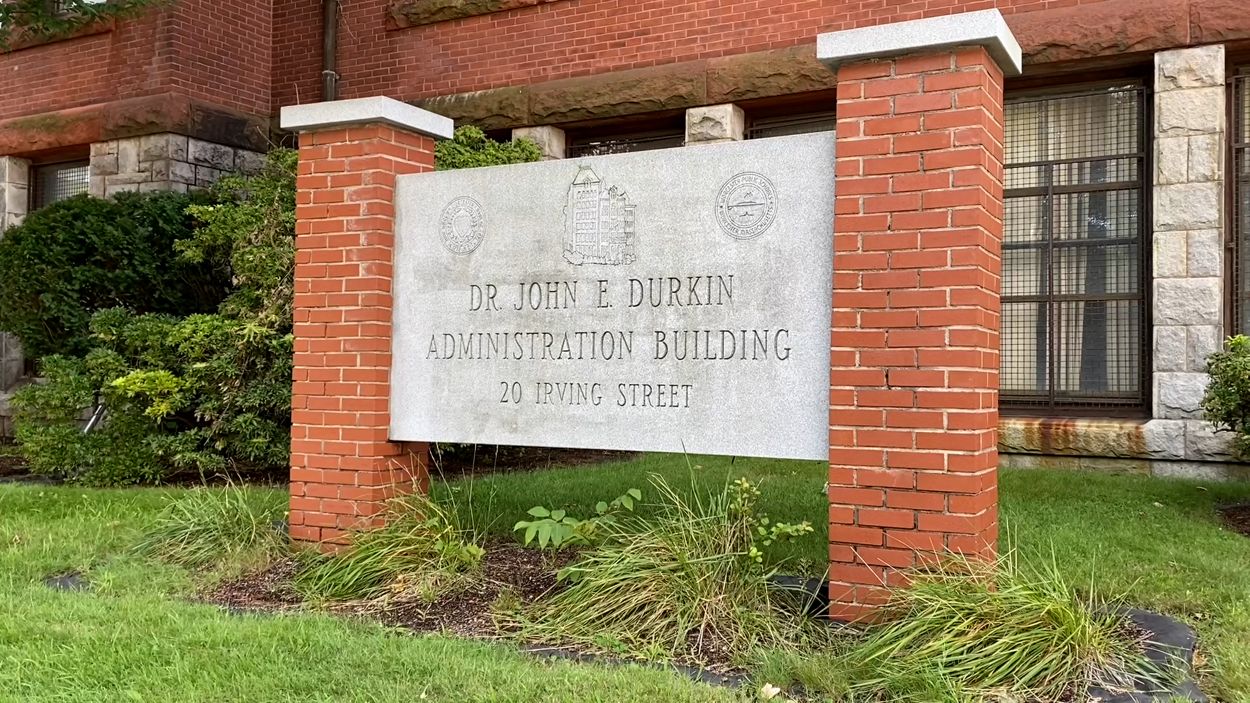 DR. JOHN E. DURKIN
ADMINISTRATION BUILDING
20 IRVING STREET